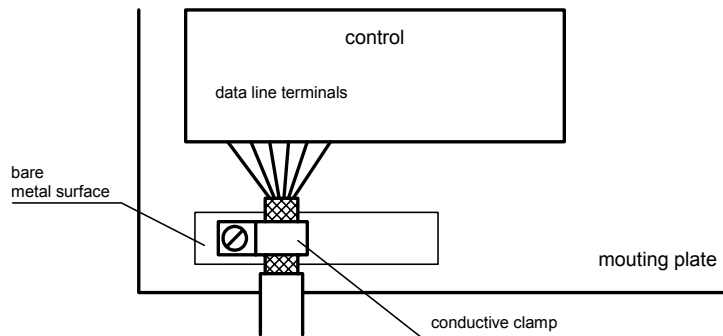 control
data line terminals
bare
metal surface
mouting plate
conductive clamp